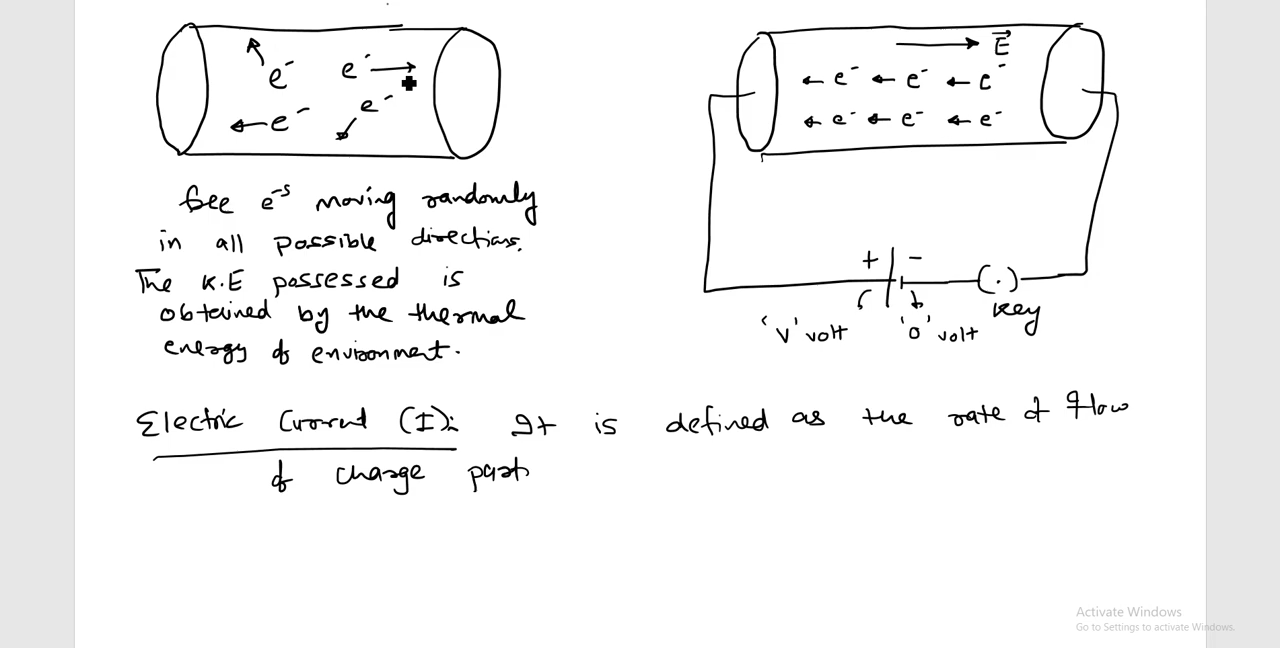 e⁻ e⁻
e⁻
e⁻
E
e⁻ e⁻ e⁻
e⁻ e⁻ e⁻
free e⁻ˢ moving randomly
in all possible directions.
The K.E possessed is
obtained by the thermal
energy of environment.
+ -
(.)
key
'V' volt '0' volt
Electric Current (I): It is defined as the rate of flow
of charge past
Activate Windows
Go to Settings to activate Windows.